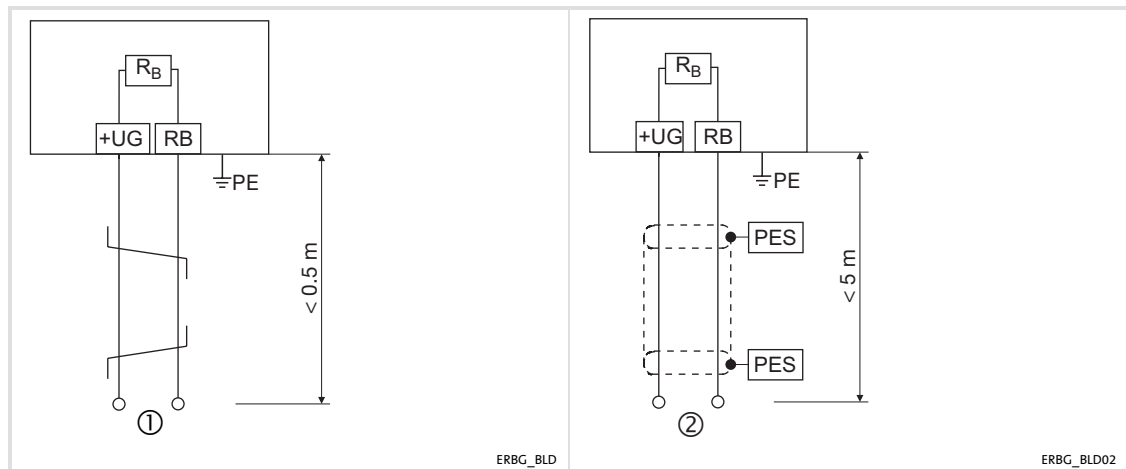 RB
+UG RB
PE
< 0.5 m
①
ERBG_BLD
RB
+UG RB
PE
PES
< 5 m
PES
②
ERBG_BLD02